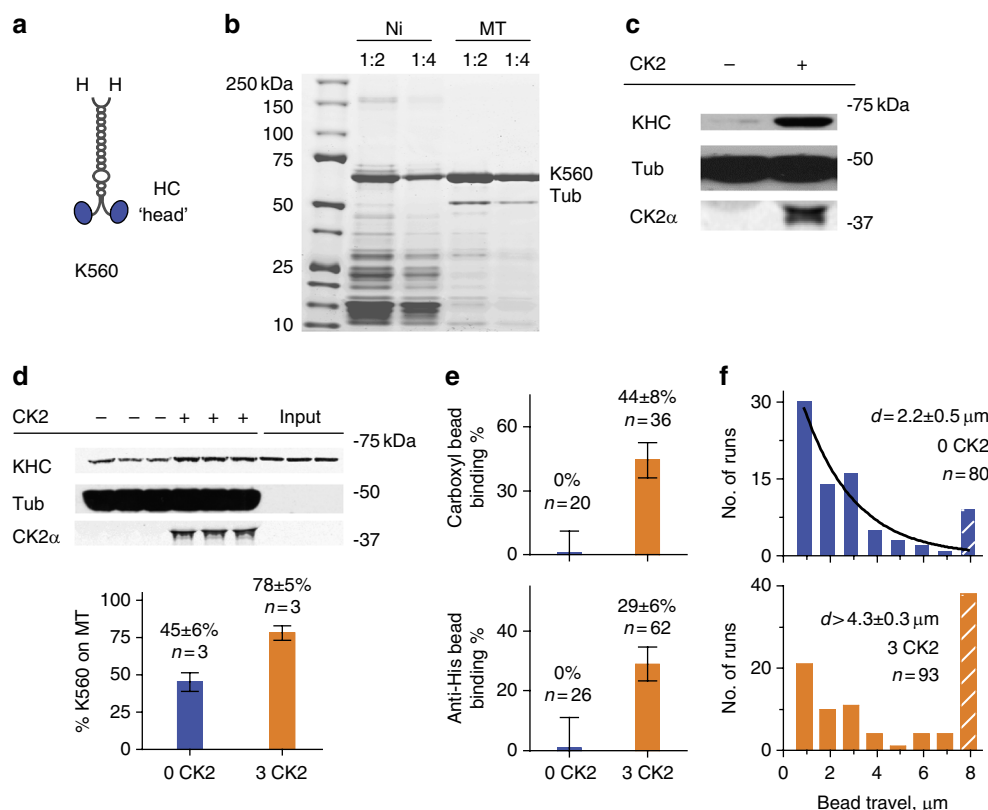 a
H H
HC
'head'
K560
b
Ni MT
1:2 1:4 1:2 1:4
250 kDa
150
100
75
50
25
10
K560
Tub
c
CK2 – +
-75 kDa
KHC
Tub
-50
CK2α
-37
d
CK2 – – – + + + Input
-75 kDa
KHC
Tub
-50
CK2α
-37
% K560 on MT
100
75
50
25
0
45±6%
n=3
78±5%
n=3
0 CK2 3 CK2
e
Carboxyl bead
binding %
60
30
0
0%
n=20
44±8%
n=36
Anti-His bead
binding %
60
30
0
0%
n=26
29±6%
n=62
0 CK2 3 CK2
f
No. of runs
30
15
0
d=2.2±0.5 μm
0 CK2
n=80
No. of runs
40
20
0
d>4.3±0.3 μm
3 CK2
n=93
0 2 4 6 8
Bead travel, μm